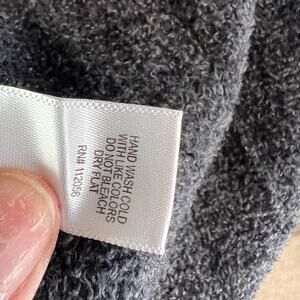 HAND WASH COLD
WITH LIKE COLORS
DO NOT BLEACH
DRY FLAT
RN# 112056